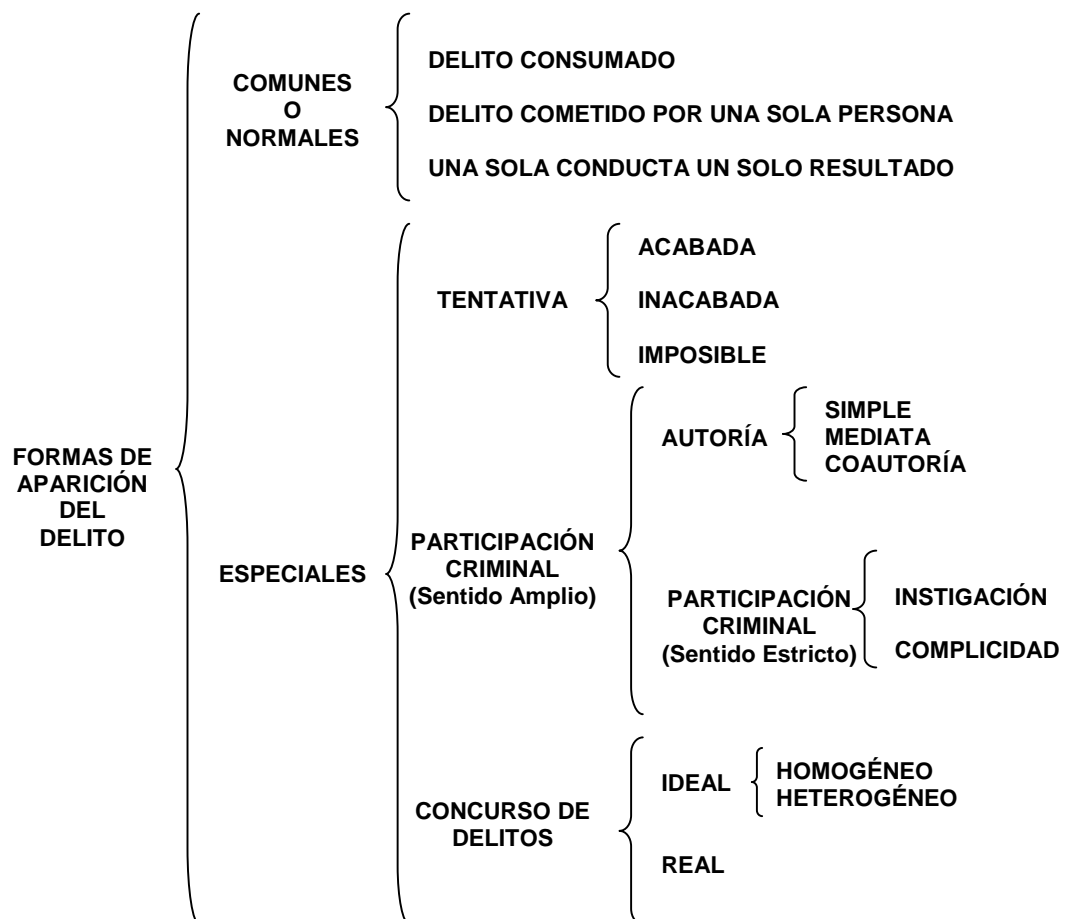 FORMAS DE
APARICIÓN
DEL
DELITO
COMUNES
O
NORMALES
DELITO CONSUMADO
DELITO COMETIDO POR UNA SOLA PERSONA
UNA SOLA CONDUCTA UN SOLO RESULTADO
ESPECIALES
TENTATIVA
ACABADA
INACABADA
IMPOSIBLE
PARTICIPACIÓN
CRIMINAL
(Sentido Amplio)
AUTORÍA
SIMPLE
MEDIATA
COAUTORÍA
PARTICIPACIÓN
CRIMINAL
(Sentido Estricto)
INSTIGACIÓN
COMPLICIDAD
CONCURSO DE
DELITOS
IDEAL
HOMOGÉNEO
HETEROGÉNEO
REAL